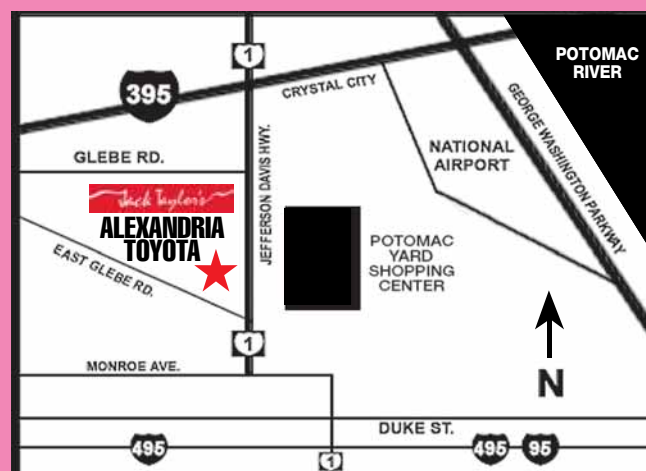 1
POTOMAC
RIVER
395
CRYSTAL CITY
GEORGE WASHINGTON PARKWAY
JEFFERSON DAVIS HWY.
GLEBE RD.
NATIONAL
AIRPORT
Jack Taylor's
ALEXANDRIA
TOYOTA
EAST GLEBE RD.
POTOMAC
YARD
SHOPPING
CENTER
1
MONROE AVE.
N
DUKE ST.
495
1
495
95